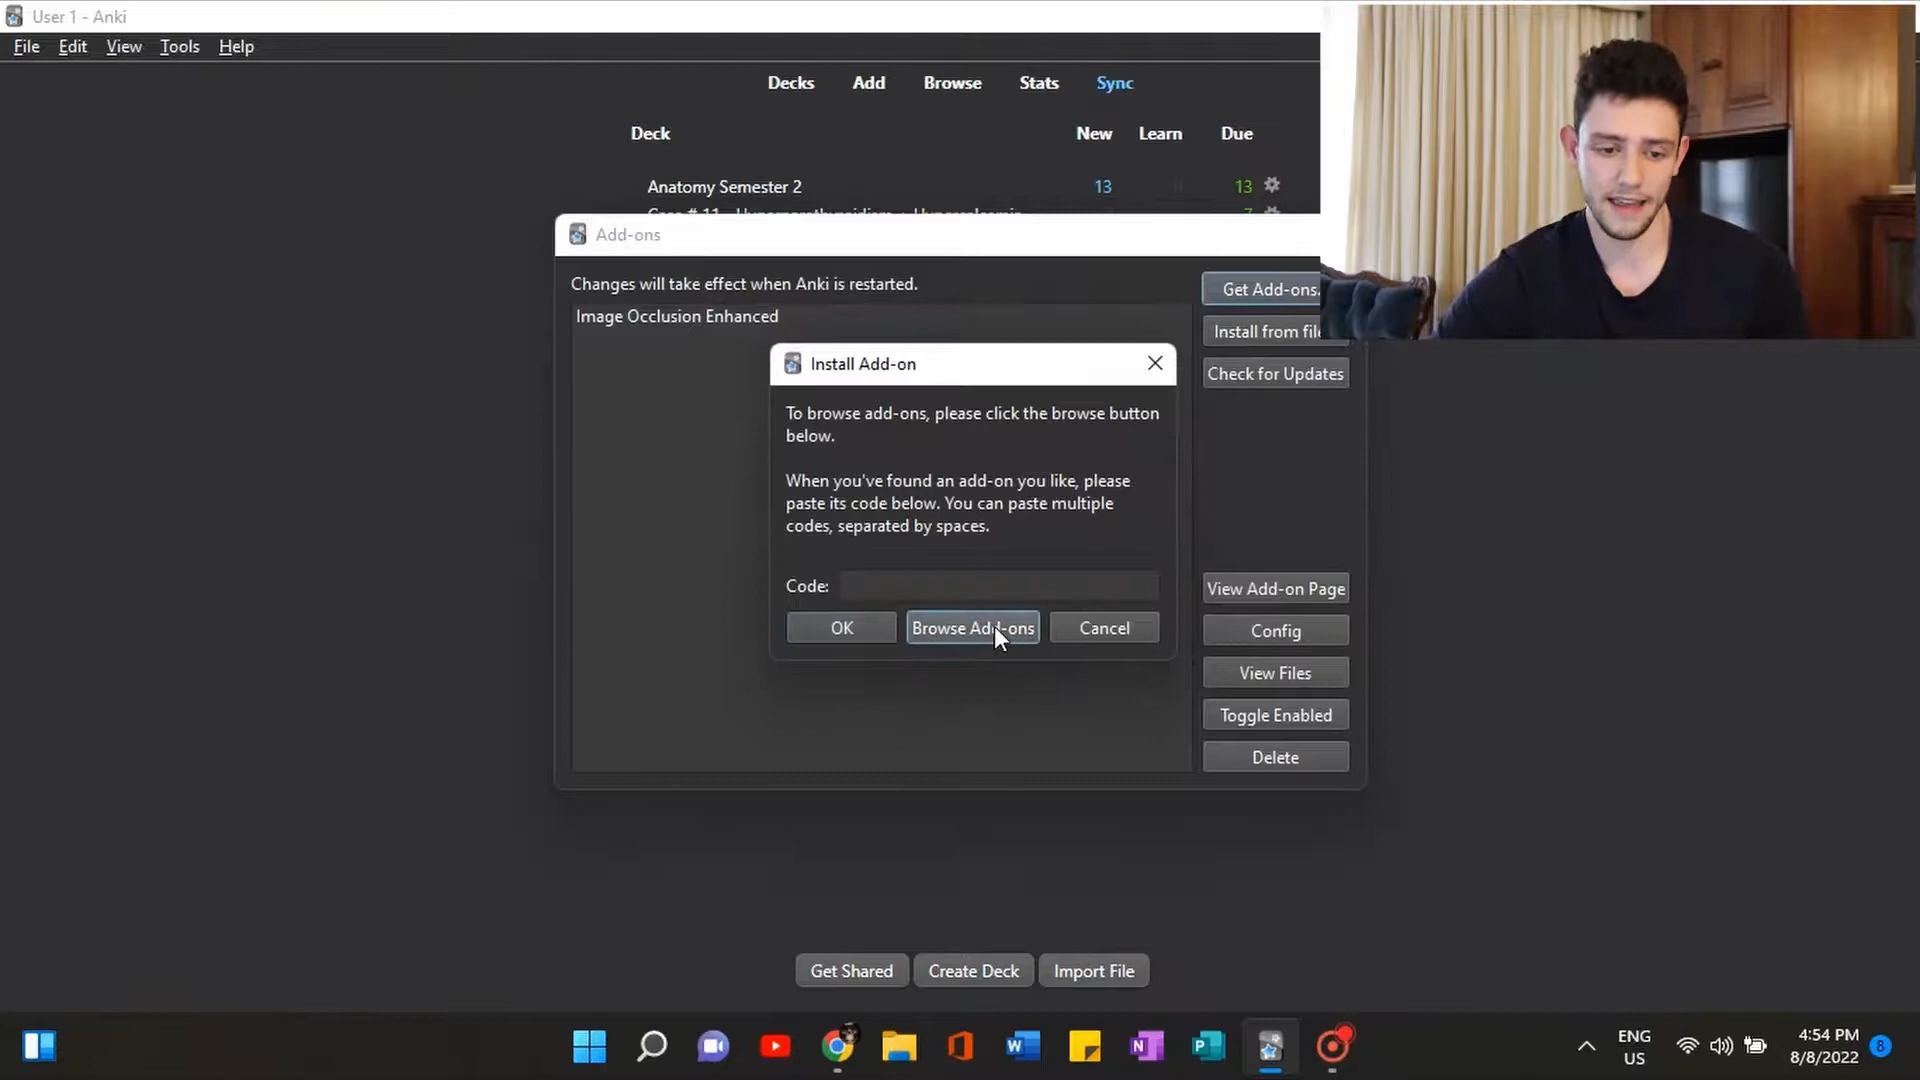 User 1 - Anki
File Edit View Tools Help
Decks Add Browse Stats Sync
Deck New Learn Due
Anatomy Semester 2 13 13
Add-ons
Changes will take effect when Anki is restarted.
Get Add-ons.
Image Occlusion Enhanced
Install from file
Check for Updates
Install Add-on
To browse add-ons, please click the browse button
below.
When you've found an add-on you like, please
paste its code below. You can paste multiple
codes, separated by spaces.
Code:
OK Browse Add-ons Cancel
View Add-on Page
Config
View Files
Toggle Enabled
Delete
Get Shared Create Deck Import File
ENG
US
4:54 PM
8/8/2022
8